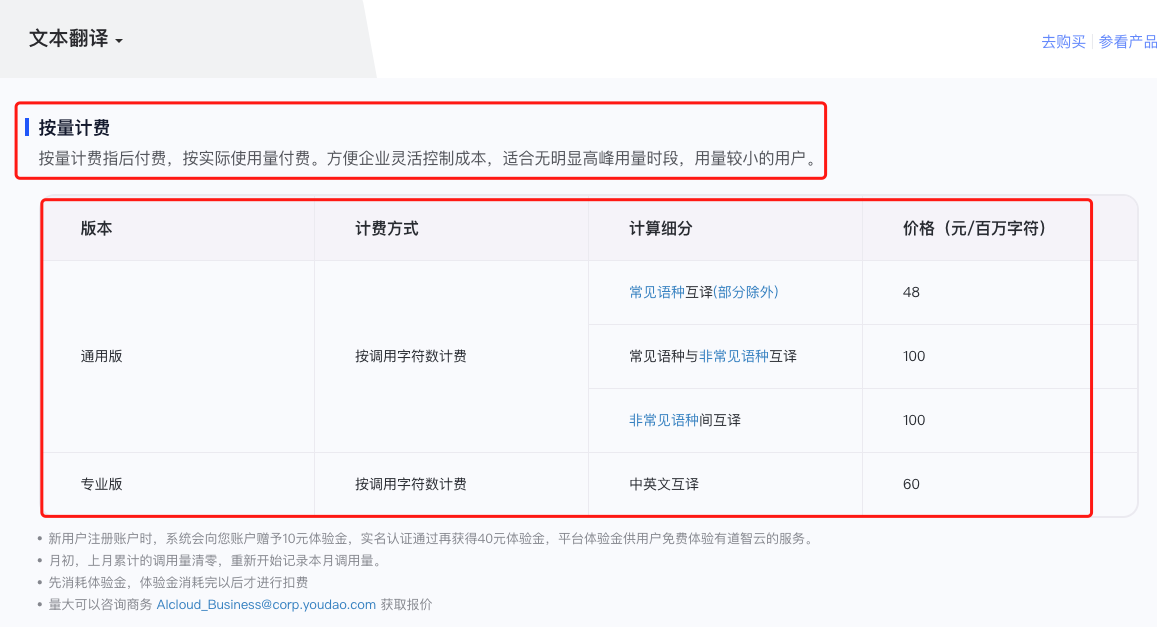 文本翻译
去购买 参看产品
按量计费
按量计费指后付费，按实际使用量付费。方便企业灵活控制成本，适合无明显高峰用量时段，用量较小的用户。
版本 计费方式 计算细分 价格（元/百万字符）
常见语种互译(部分除外) 48
通用版 按调用字符数计费 常见语种与非常见语种互译 100
非常见语种间互译 100
专业版 按调用字符数计费 中英文互译 60
• 新用户注册账户时，系统会向您账户赠予10元体验金，实名认证通过再获得40元体验金，平台体验金供用户免费体验有道智云的服务。
• 月初，上月累计的调用量清零，重新开始记录本月调用量。
• 先消耗体验金，体验金消耗完以后才进行扣费
• 量大可以咨询商务 AIcloud_Business@corp.youdao.com 获取报价